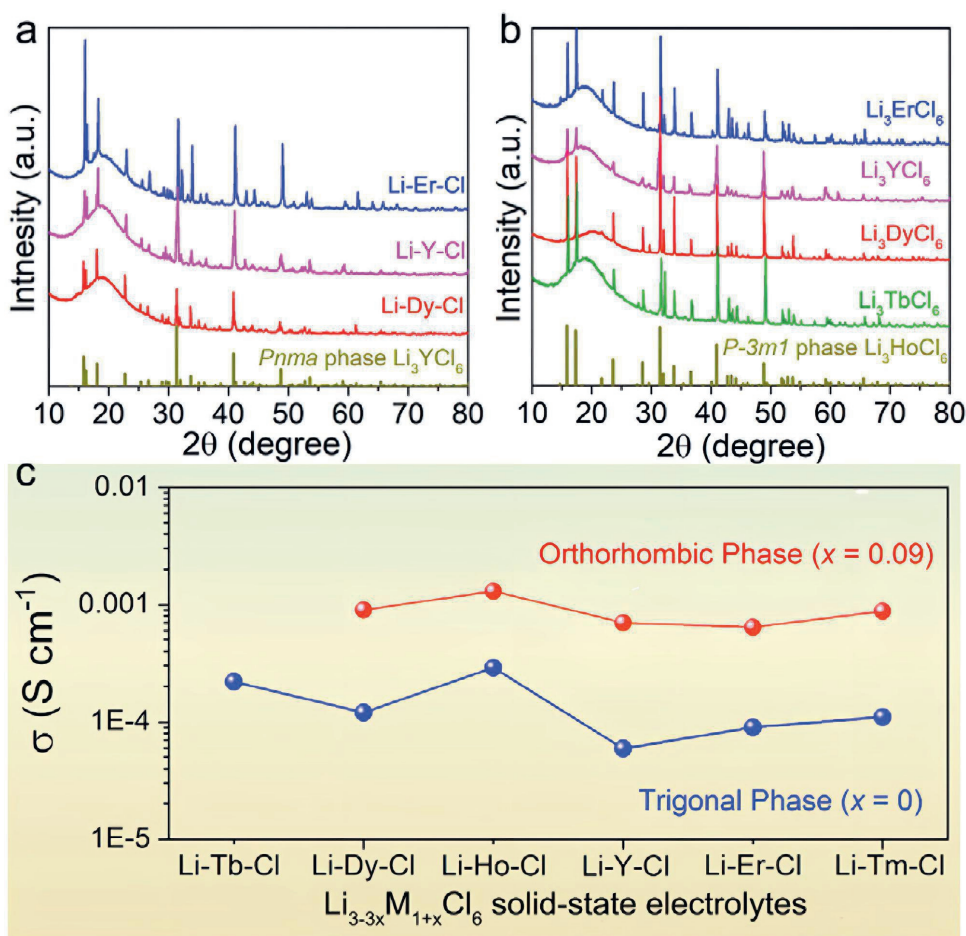 a
Intnesity (a.u.)
Li-Er-Cl
Li-Y-Cl
Li-Dy-Cl
Pnma phase Li₃YCl₆
10 20 30 40 50 60 70 80
2θ (degree)
b
Intensity (a.u.)
Li₃ErCl₆
Li₃YCl₆
Li₃DyCl₆
Li₃TbCl₆
P-3m1 phase Li₃HoCl₆
10 20 30 40 50 60 70 80
2θ (degree)
c
σ (S cm⁻¹)
0.01
0.001
1E-4
1E-5
Orthorhombic Phase (x = 0.09)
Trigonal Phase (x = 0)
Li-Tb-Cl Li-Dy-Cl Li-Ho-Cl Li-Y-Cl Li-Er-Cl Li-Tm-Cl
Li₃₋₃ₓM₁₊ₓCl₆ solid-state electrolytes